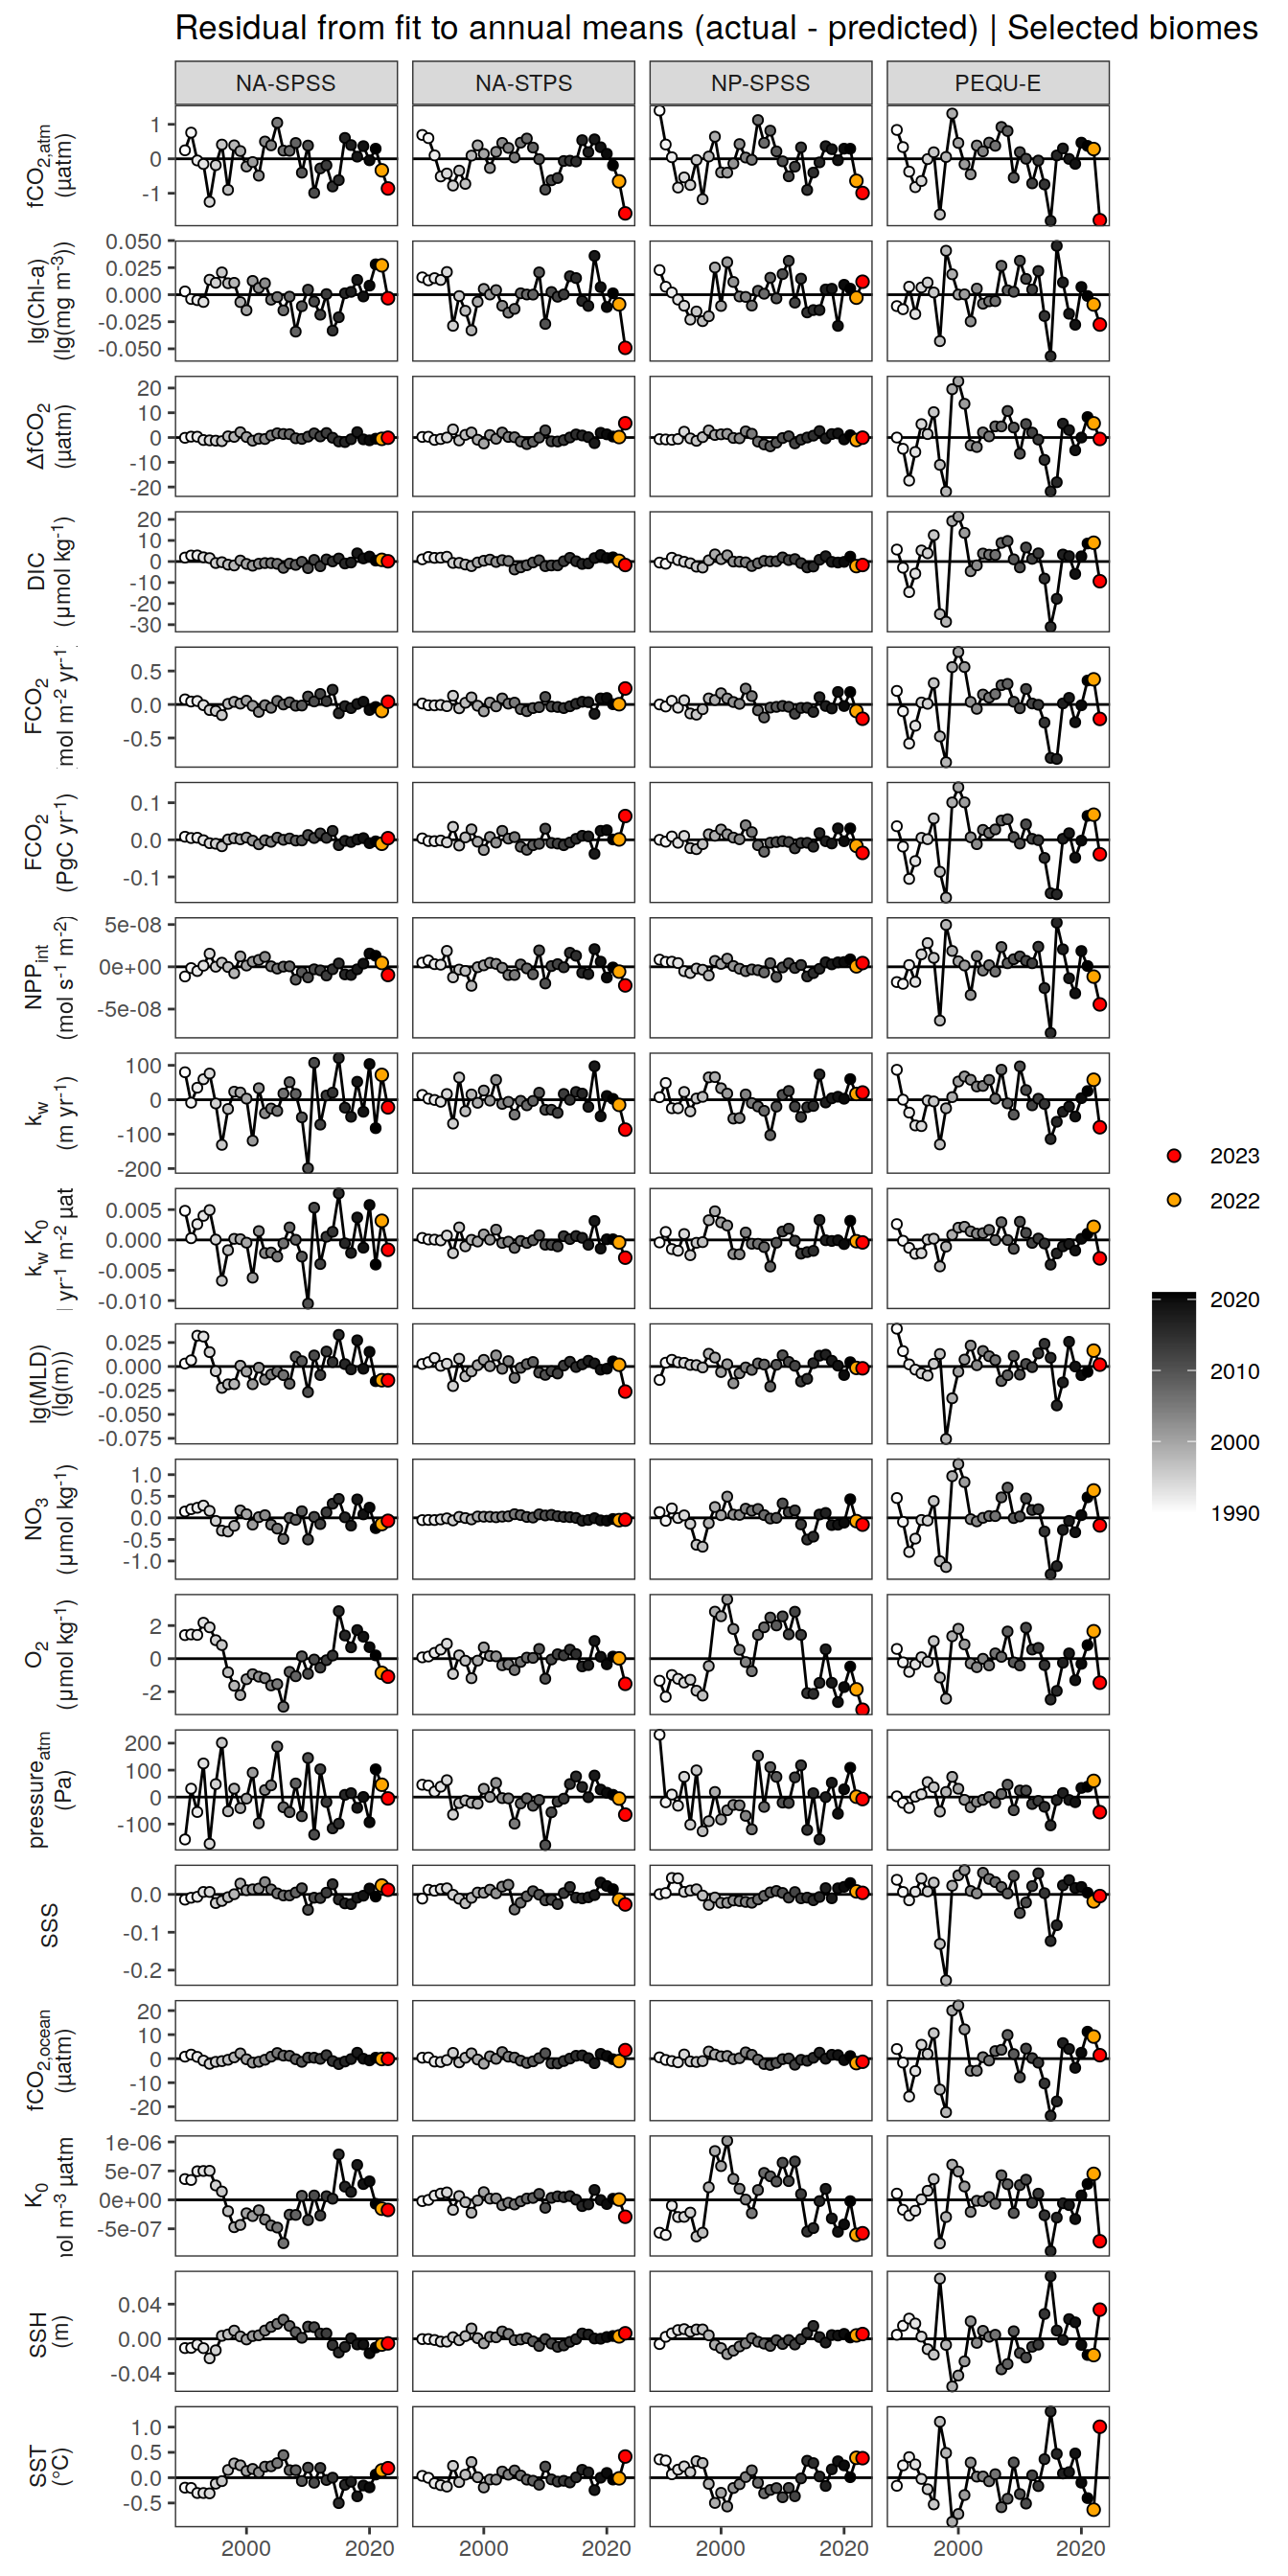 Residual from fit to annual means (actual - predicted) | Selected biomes
NA-SPSS NA-STPS NP-SPSS PEQU-E
fCO2,atm
(µatm)
1
0
-1
lg(Chl-a)
(lg(mg m-3))
0.050
0.025
0.000
-0.025
-0.050
ΔfCO2
(µatm)
20
10
0
-10
-20
DIC
(µmol kg-1)
20
10
0
-10
-20
-30
FCO2
mol m-2 yr-1
0.5
0.0
-0.5
FCO2
(PgC yr-1)
0.1
0.0
-0.1
NPPint
(mol s-1 m-2)
5e-08
0e+00
-5e-08
kw
(m yr-1)
100
0
-100
-200
kw K0
yr-1 m-2 µat
0.005
0.000
-0.005
-0.010
lg(MLD)
(lg(m))
0.025
0.000
-0.025
-0.050
-0.075
NO3
(µmol kg-1)
1.0
0.5
0.0
-0.5
-1.0
O2
(µmol kg-1)
2
0
-2
pressureatm
(Pa)
200
100
0
-100
SSS
0.0
-0.1
-0.2
fCO2,ocean
(µatm)
20
10
0
-10
-20
K0
ol m-3 µatm
1e-06
5e-07
0e+00
-5e-07
SSH
(m)
0.04
0.00
-0.04
SST
(°C)
1.0
0.5
0.0
-0.5
2000 2020 2000 2020 2000 2020 2000 2020
2023
2022
2020
2010
2000
1990